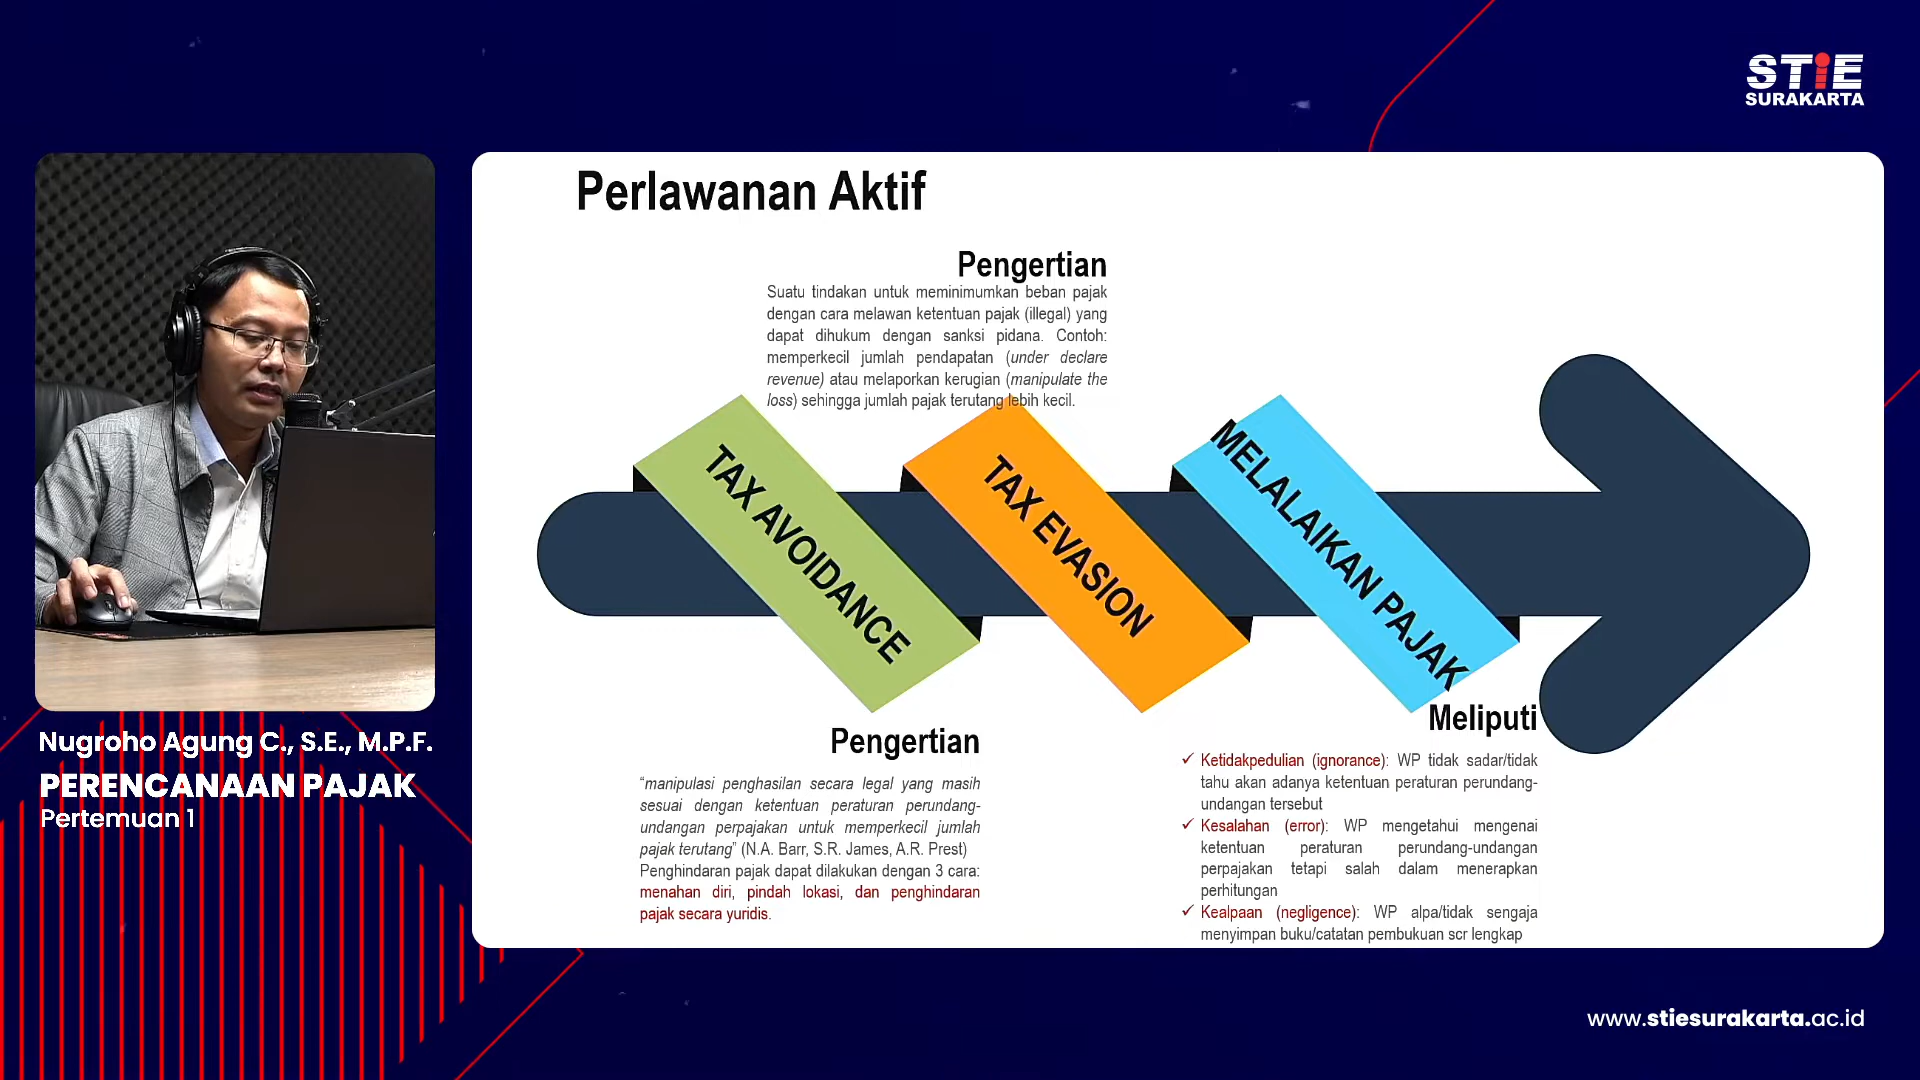 STiE
SURAKARTA
Perlawanan Aktif
Pengertian
Suatu tindakan untuk meminimumkan beban pajak
dengan cara melawan ketentuan pajak (illegal) yang
dapat dihukum dengan sanksi pidana. Contoh:
memperkecil jumlah pendapatan (under declare
revenue) atau melaporkan kerugian (manipulate the
loss) sehingga jumlah pajak terutang lebih kecil.
TAX AVOIDANCE
TAX EVASION
MELALAIKAN PAJAK
Pengertian
“manipulasi penghasilan secara legal yang masih
sesuai dengan ketentuan peraturan perundang-
undangan perpajakan untuk memperkecil jumlah
pajak terutang” (N.A. Barr, S.R. James, A.R. Prest)
Penghindaran pajak dapat dilakukan dengan 3 cara:
menahan diri, pindah lokasi, dan penghindaran
pajak secara yuridis.
Meliputi
✓ Ketidakpedulian (ignorance): WP tidak sadar/tidak
tahu akan adanya ketentuan peraturan perundang-
undangan tersebut
✓ Kesalahan (error): WP mengetahui mengenai
ketentuan peraturan perundang-undangan
perpajakan tetapi salah dalam menerapkan
perhitungan
✓ Kealpaan (negligence): WP alpa/tidak sengaja
menyimpan buku/catatan pembukuan scr lengkap
Nugroho Agung C., S.E., M.P.F.
PERENCANAAN PAJAK
Pertemuan 1
www.stiesurakarta.ac.id